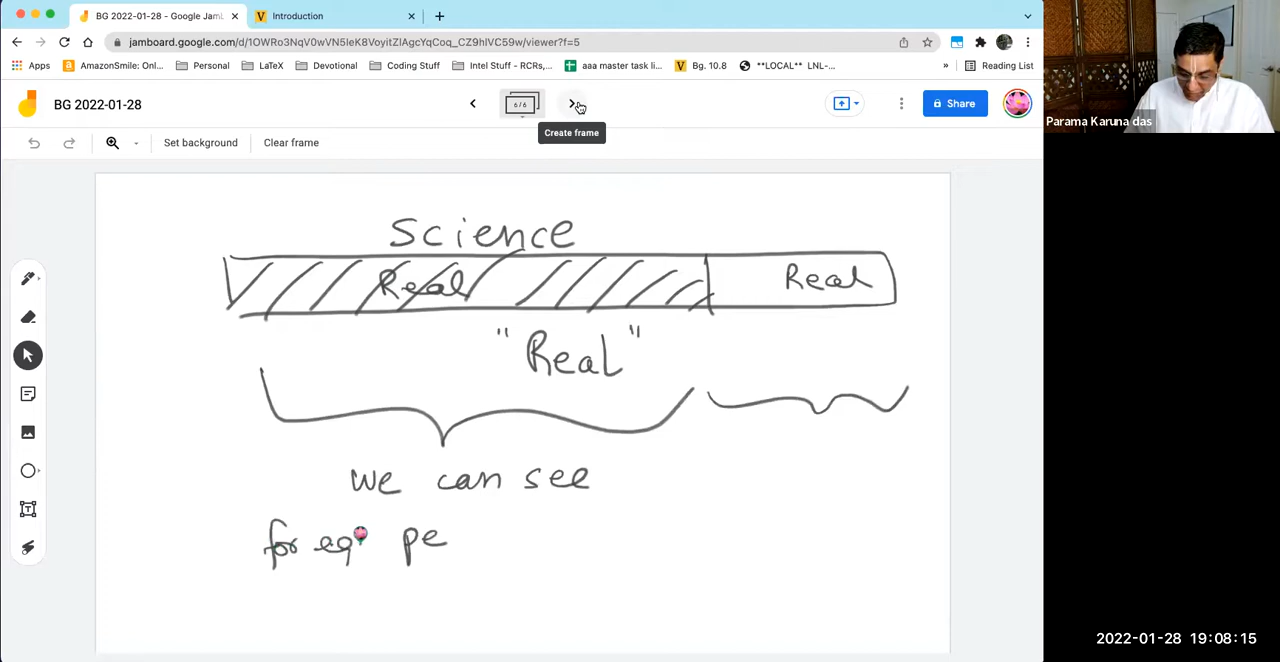 BG 2022-01-28 - Google Jam
Introduction
jamboard.google.com/d/1OWRo3NqV0wVN5leK8VoyitZlAgcYqCoq_CZ9hlVC59w/viewer?f=5
Apps AmazonSmile: Onl... Personal LaTeX Devotional Coding Stuff Intel Stuff - RCRs,... aaa master task li... Bg. 10.8 **LOCAL** LNL-... » Reading List
BG 2022-01-28
6/6
Share
Create frame
Set background Clear frame
Parama Karuna das
Science
Real Real
"Real"
we can see
for eg. pe
2022-01-28 19:08:15